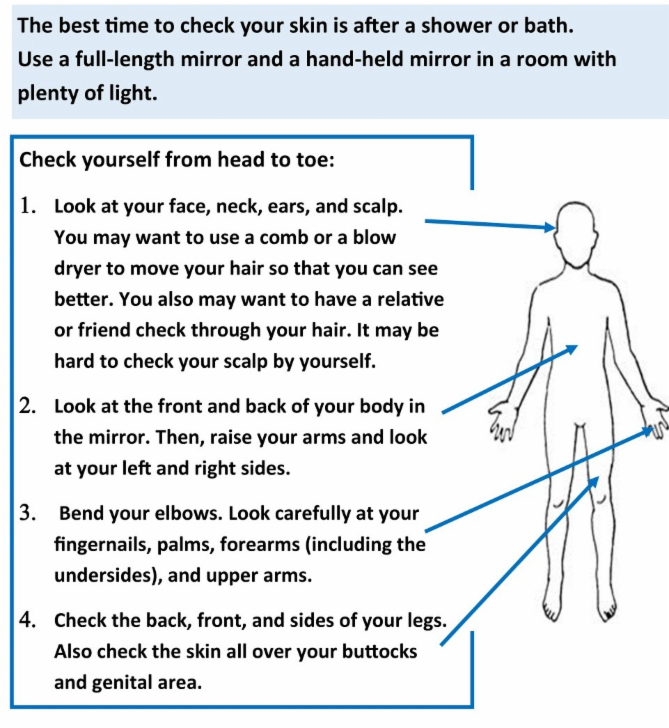 The best time to check your skin is after a shower or bath.
Use a full-length mirror and a hand-held mirror in a room with
plenty of light.
Check yourself from head to toe:
1. Look at your face, neck, ears, and scalp.
You may want to use a comb or a blow
dryer to move your hair so that you can see
better. You also may want to have a relative
or friend check through your hair. It may be
hard to check your scalp by yourself.
2. Look at the front and back of your body in
the mirror. Then, raise your arms and look
at your left and right sides.
3. Bend your elbows. Look carefully at your
fingernails, palms, forearms (including the
undersides), and upper arms.
4. Check the back, front, and sides of your legs.
Also check the skin all over your buttocks
and genital area.